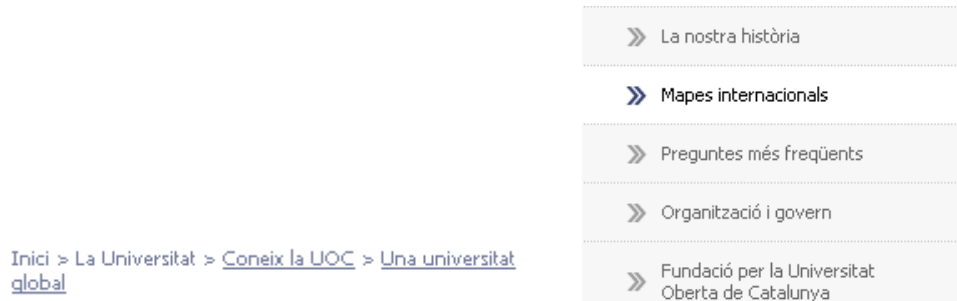 La nostra història
Mapes internacionals
Preguntes més freqüents
Organització i govern
Fundació per la Universitat
Oberta de Catalunya
Inici > La Universitat > Coneix la UOC > Una universitat
global